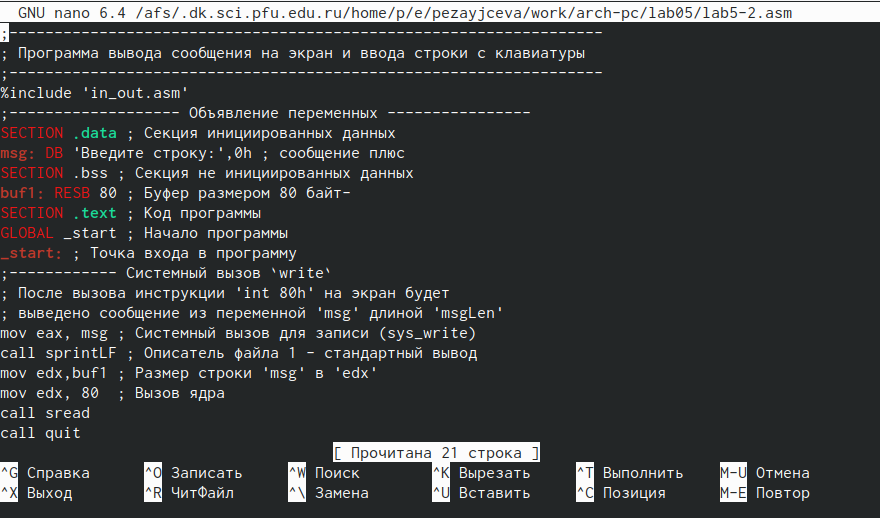 GNU nano 6.4 /afs/.dk.sci.pfu.edu.ru/home/p/e/pezayjceva/work/arch-pc/lab05/lab5-2.asm
;------------------------------------------------------------------
; Программа вывода сообщения на экран и ввода строки с клавиатуры
;------------------------------------------------------------------
%include 'in_out.asm'
;------------------- Объявление переменных ----------------
SECTION .data ; Секция инициированных данных
msg: DB 'Введите строку:',0h ; сообщение плюс
SECTION .bss ; Секция не инициированных данных
buf1: RESB 80 ; Буфер размером 80 байт-
SECTION .text ; Код программы
GLOBAL _start ; Начало программы
_start: ; Точка входа в программу
;------------ Системный вызов `write`
; После вызова инструкции 'int 80h' на экран будет
; выведено сообщение из переменной 'msg' длиной 'msgLen'
mov eax, msg ; Системный вызов для записи (sys_write)
call sprintLF ; Описатель файла 1 - стандартный вывод
mov edx,buf1 ; Размер строки 'msg' в 'edx'
mov edx, 80  ; Вызов ядра
call sread
call quit
[ Прочитана 21 строка ]
^G Справка ^O Записать ^W Поиск ^K Вырезать ^T Выполнить M-U Отмена
^X Выход ^R ЧитФайл ^\ Замена ^U Вставить ^C Позиция M-E Повтор